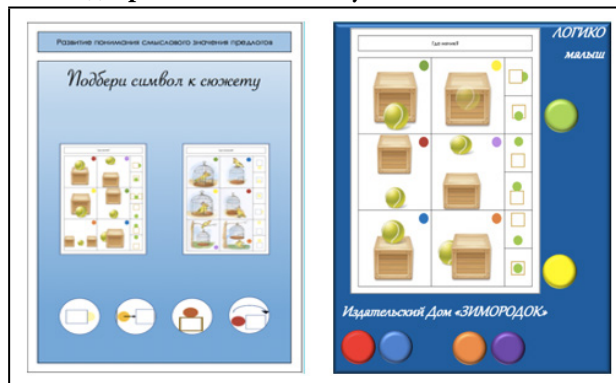 Развитие понимания смыслового значения предлогов
Подбери символ к сюжету
Где мячик?
ЛОГИКО
малыш
Издательский Дом «ЗИМОРОДОК»